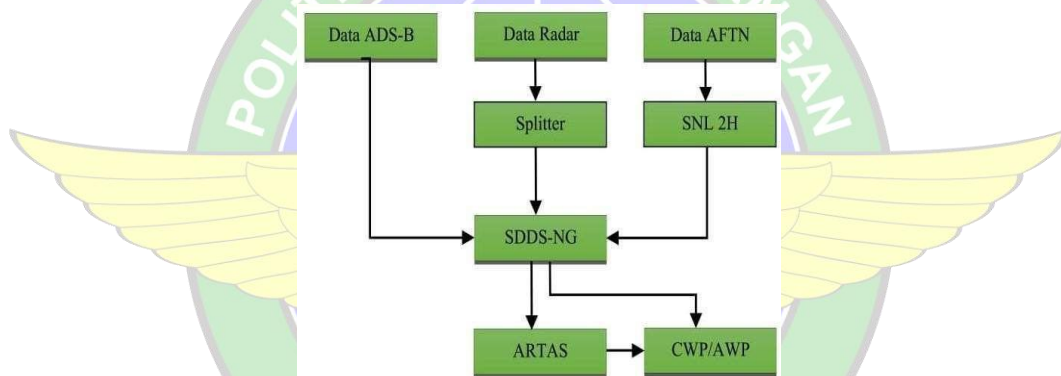 Data ADS-B
Data Radar
Data AFTN
Splitter
SNL 2H
SDDS-NG
ARTAS
CWP/AWP